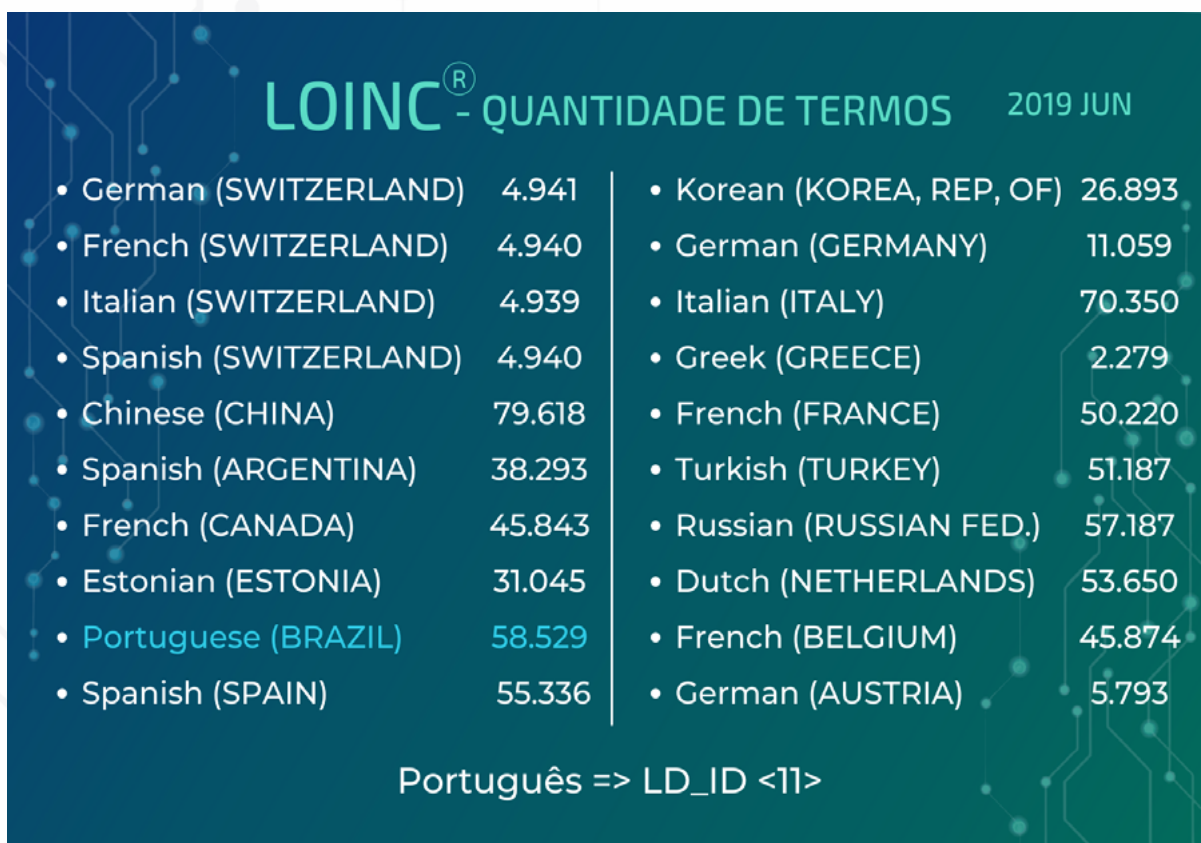 LOINC® - QUANTIDADE DE TERMOS 2019 JUN
• German (SWITZERLAND) 4.941
• French (SWITZERLAND) 4.940
• Italian (SWITZERLAND) 4.939
• Spanish (SWITZERLAND) 4.940
• Chinese (CHINA) 79.618
• Spanish (ARGENTINA) 38.293
• French (CANADA) 45.843
• Estonian (ESTONIA) 31.045
• Portuguese (BRAZIL) 58.529
• Spanish (SPAIN) 55.336
• Korean (KOREA, REP, OF) 26.893
• German (GERMANY) 11.059
• Italian (ITALY) 70.350
• Greek (GREECE) 2.279
• French (FRANCE) 50.220
• Turkish (TURKEY) 51.187
• Russian (RUSSIAN FED.) 57.187
• Dutch (NETHERLANDS) 53.650
• French (BELGIUM) 45.874
• German (AUSTRIA) 5.793
Português => LD_ID <11>